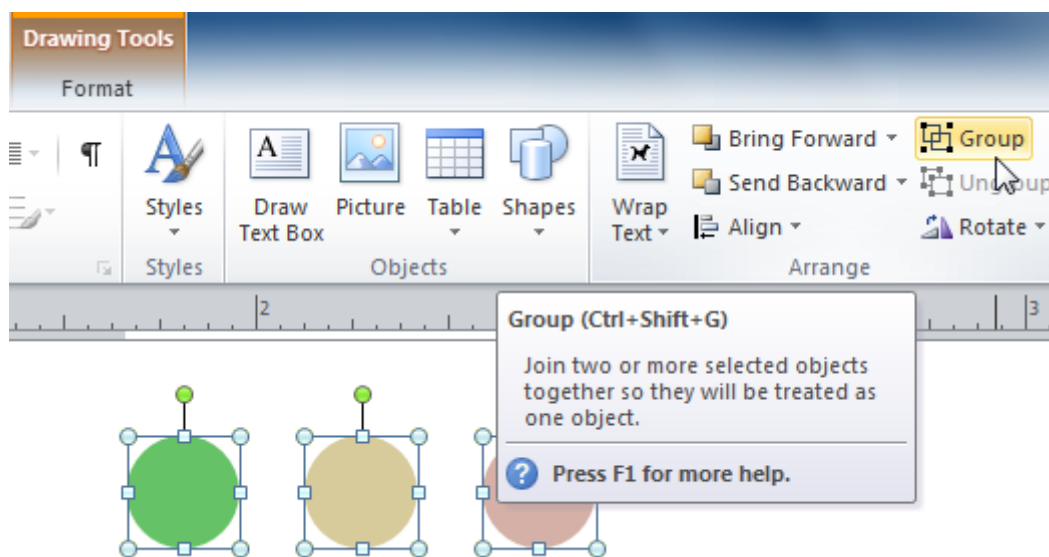 Drawing Tools
Format
¶
A
A
Styles
Draw
Text Box
Picture
Table
Shapes
Wrap
Text
Bring Forward
Send Backward
Align
Group
Ungroup
Rotate
Styles
Objects
Arrange
2
3
Group (Ctrl+Shift+G)
Join two or more selected objects
together so they will be treated as
one object.
? Press F1 for more help.